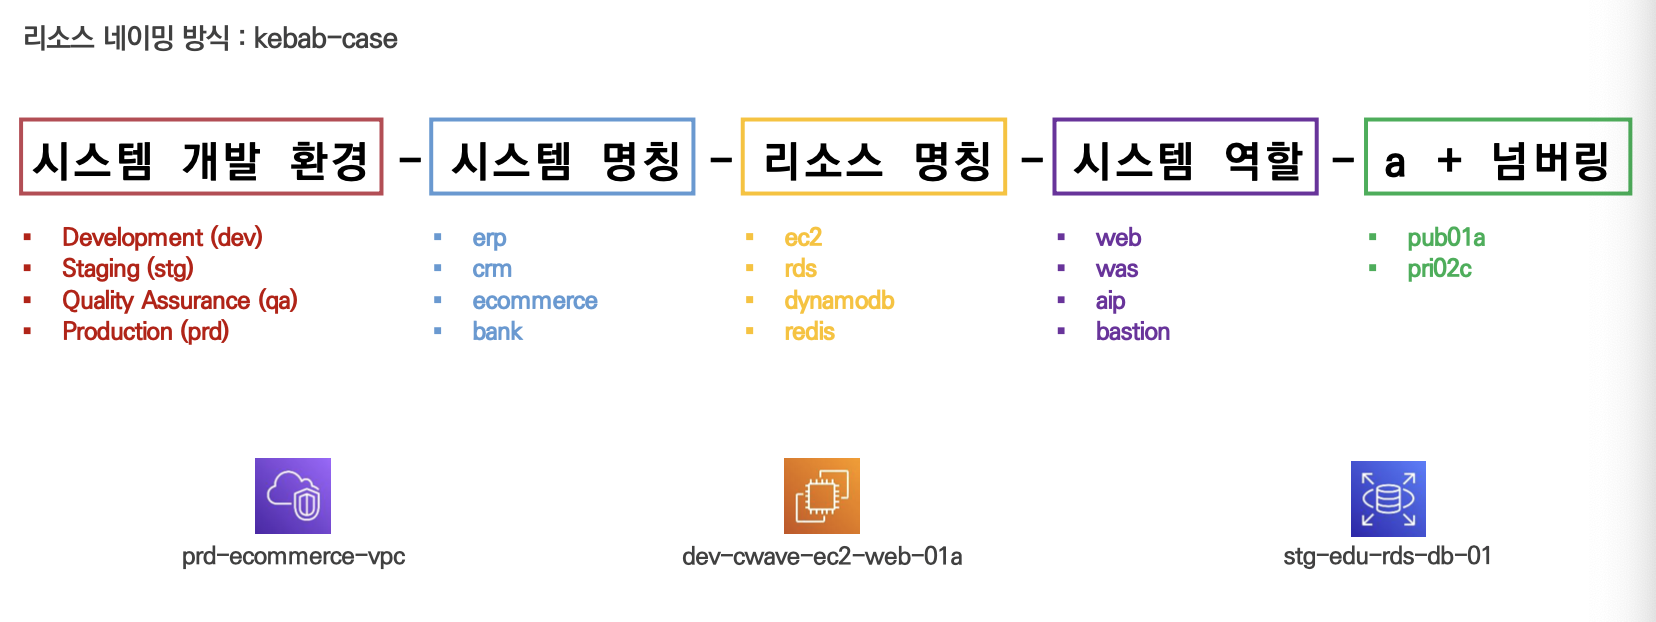 리소스 네이밍 방식 : kebab-case
시스템 개발 환경 - 시스템 명칭 - 리소스 명칭 - 시스템 역할 - a + 넘버링
▪ Development (dev)
▪ Staging (stg)
▪ Quality Assurance (qa)
▪ Production (prd)
▪ erp
▪ crm
▪ ecommerce
▪ bank
▪ ec2
▪ rds
▪ dynamodb
▪ redis
▪ web
▪ was
▪ aip
▪ bastion
▪ pub01a
▪ pri02c
prd-ecommerce-vpc
dev-cwave-ec2-web-01a
stg-edu-rds-db-01